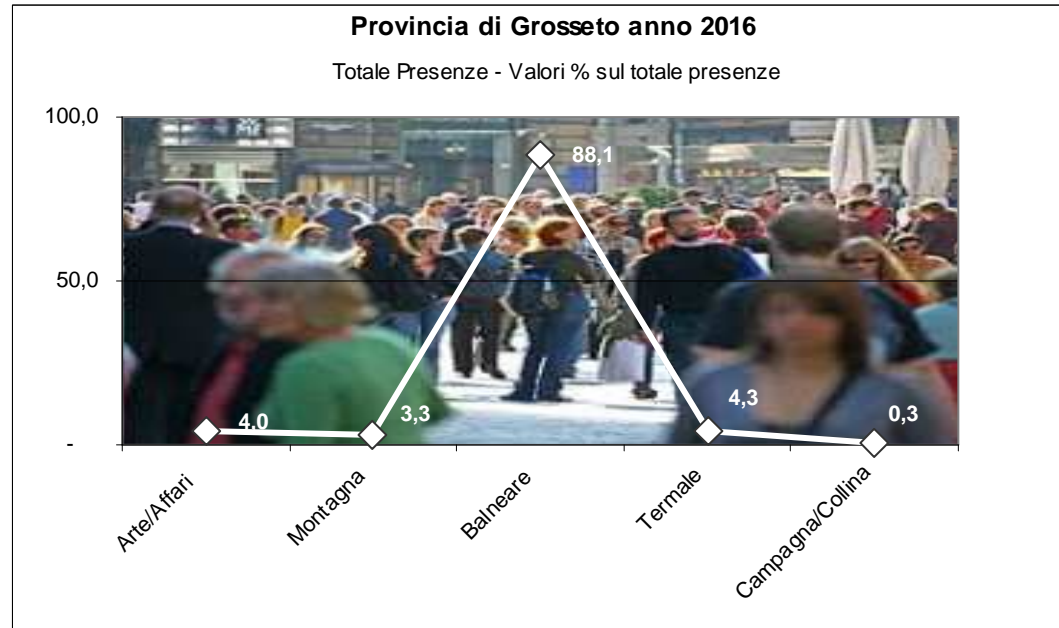 Provincia di Grosseto anno 2016
Totale Presenze - Valori % sul totale presenze
100,0
50,0
-
88,1
4,0
3,3
4,3
0,3
Arte/Affari
Montagna
Balneare
Termale
Campagna/Collina